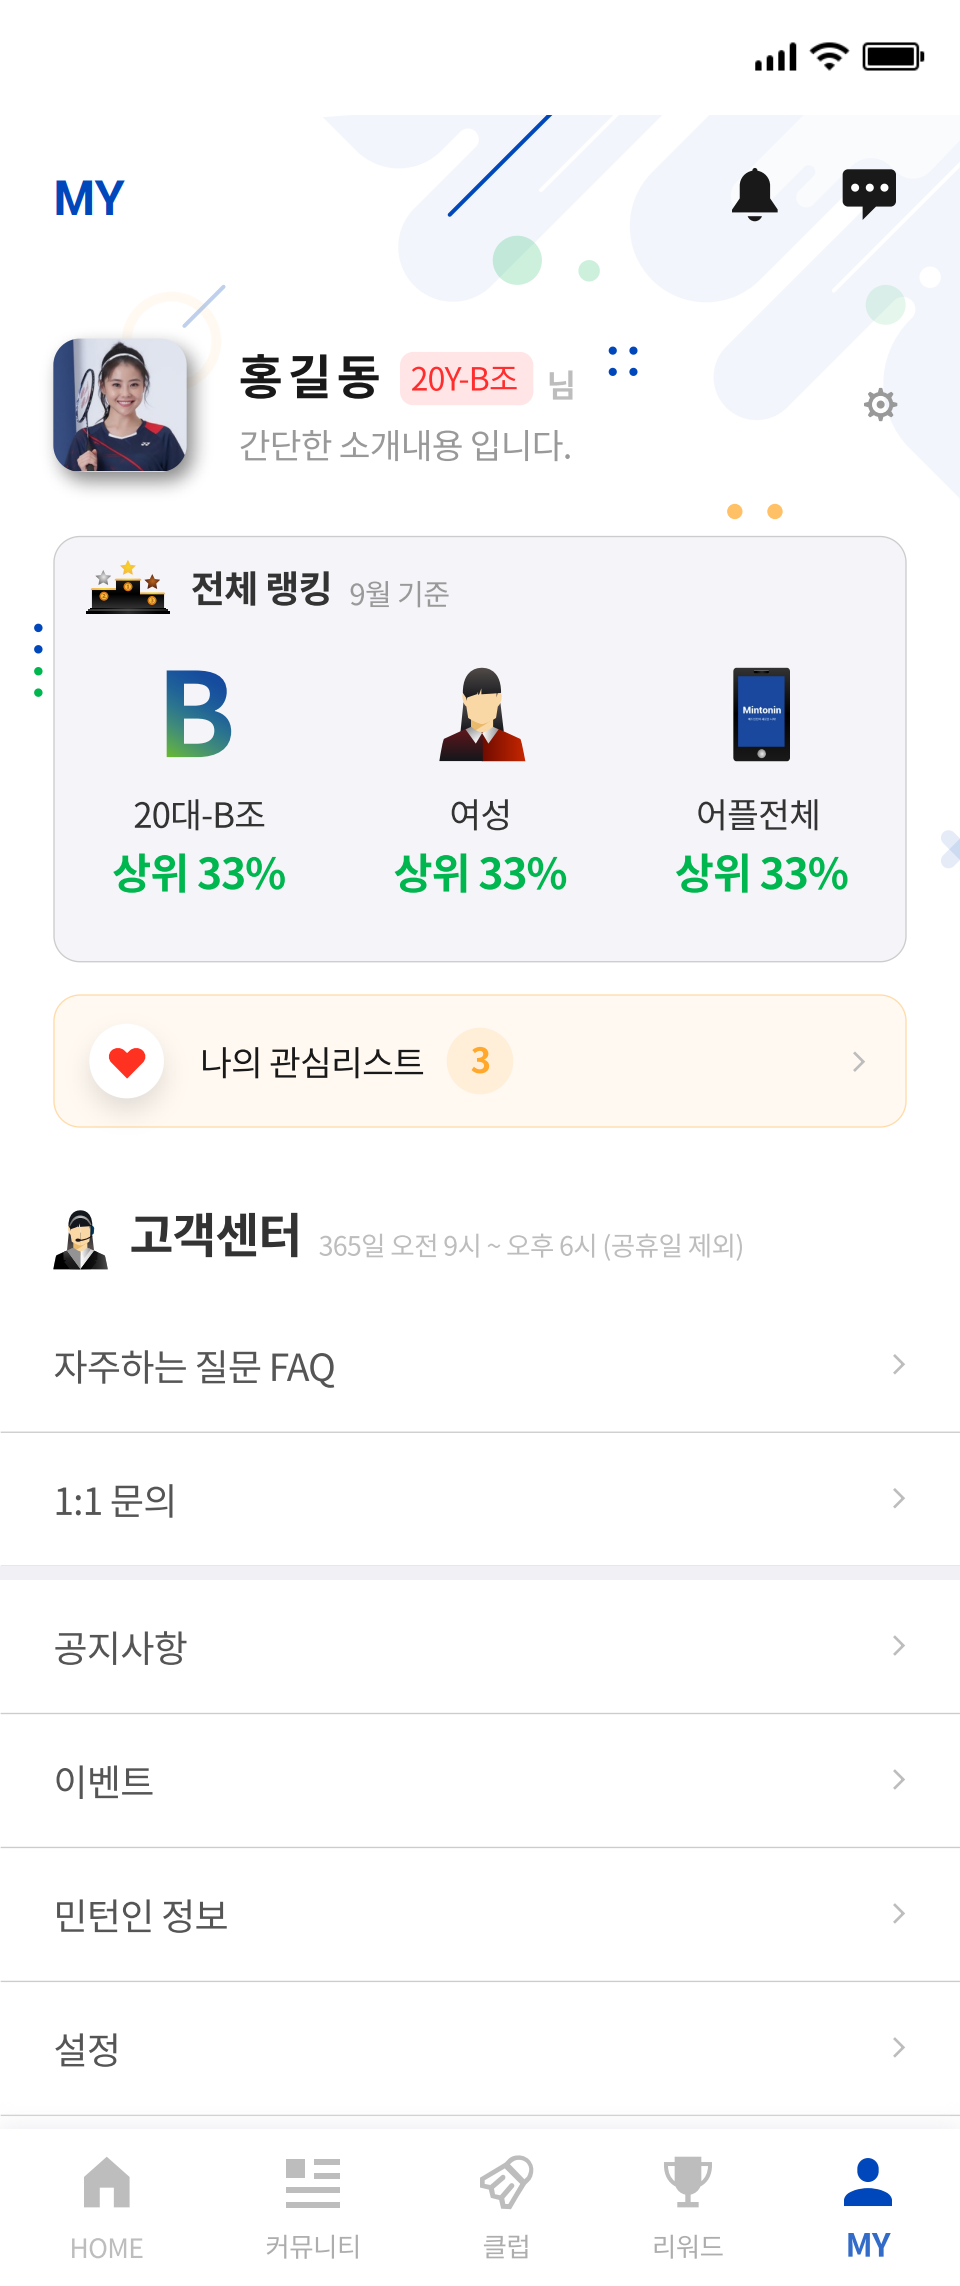 MY
홍길동 20Y-B조 님
간단한 소개내용 입니다.
전체 랭킹 9월 기준
B
Mintonin
20대-B조 여성 어플전체
상위 33% 상위 33% 상위 33%
나의 관심리스트 3
고객센터 365일 오전 9시 ~ 오후 6시 (공휴일 제외)
자주하는 질문 FAQ
1:1 문의
공지사항
이벤트
민턴인 정보
설정
HOME 커뮤니티 클럽 리워드 MY